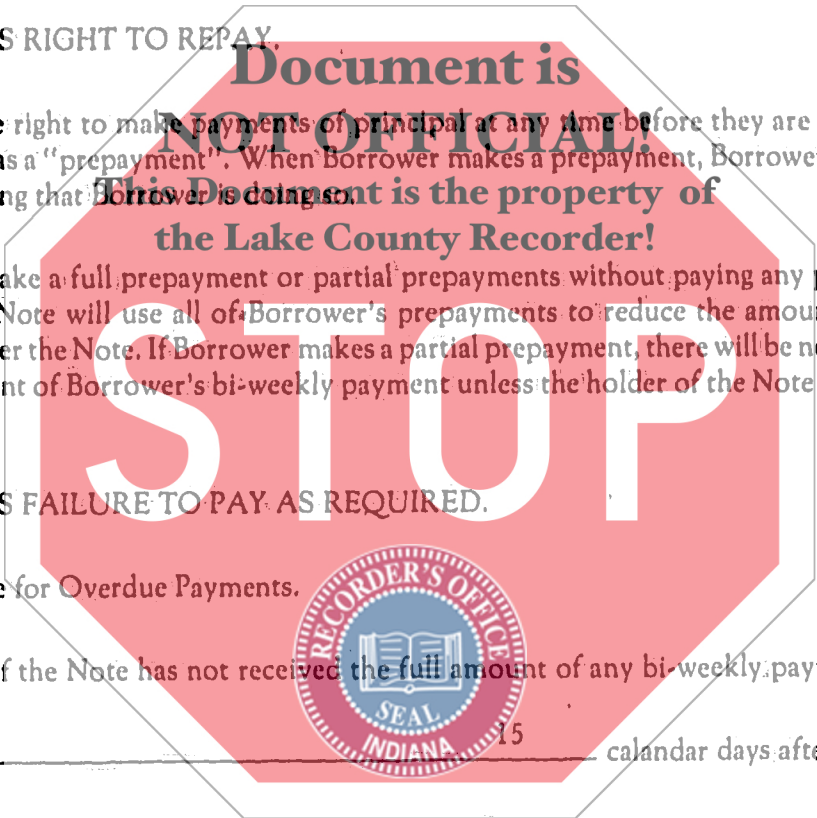 S RIGHT TO REPAY.
Document is
NOT OFFICIAL!
right to make payments of principal at any time before they are
as a "prepayment". When Borrower makes a prepayment, Borrowe
This Document is the property of
ng that Borrower is doing so.
the Lake County Recorder!
ake a full prepayment or partial prepayments without paying any
Note will use all of Borrower's prepayments to reduce the amou
er the Note. If Borrower makes a partial prepayment, there will be n
nt of Borrower's bi-weekly payment unless the holder of the Note
STOP
S FAILURE TO PAY AS REQUIRED.
e for Overdue Payments.
RECORDER'S OFFICE
f the Note has not received the full amount of any bi-weekly pay
SEAL
INDIANA
15
calandar days afte